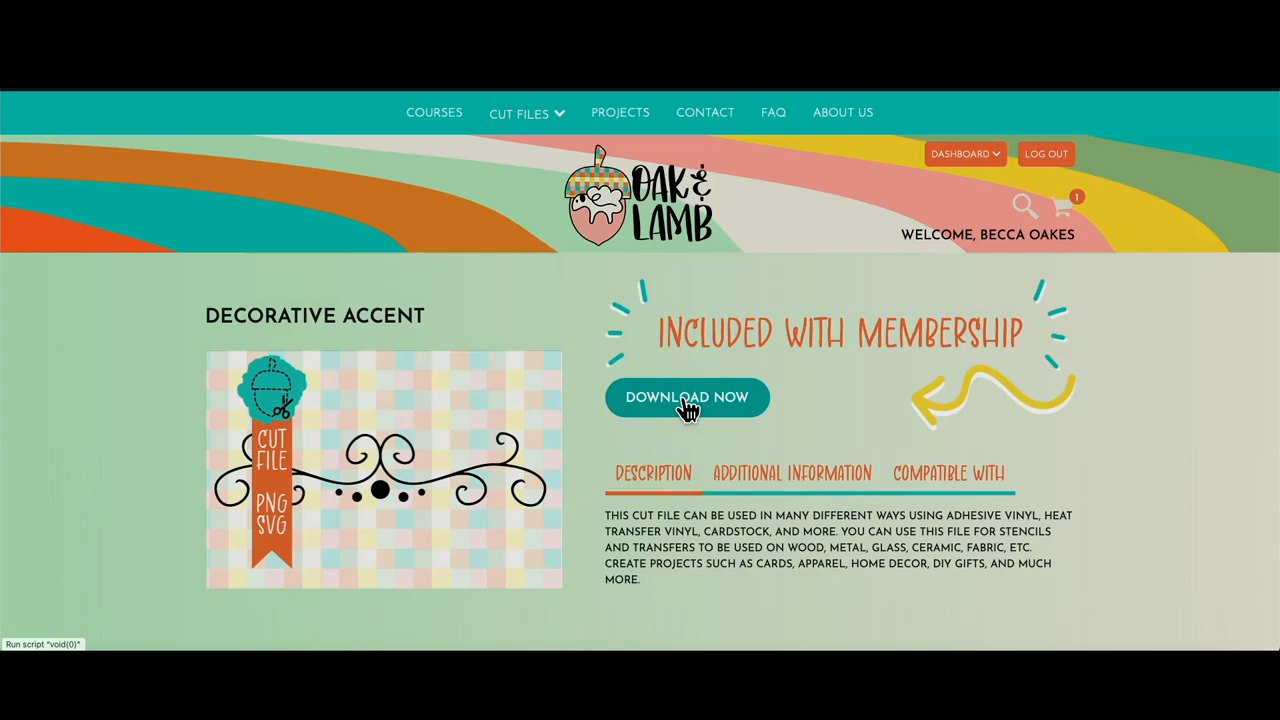 COURSES CUT FILES PROJECTS CONTACT FAQ ABOUT US
DASHBOARD LOG OUT
OAK &
LAMB
1
WELCOME, BECCA OAKES
DECORATIVE ACCENT
INCLUDED WITH MEMBERSHIP
DOWNLOAD NOW
CUT
FILE
PNG
SVG
DESCRIPTION ADDITIONAL INFORMATION COMPATIBLE WITH
THIS CUT FILE CAN BE USED IN MANY DIFFERENT WAYS USING ADHESIVE VINYL, HEAT
TRANSFER VINYL, CARDSTOCK, AND MORE. YOU CAN USE THIS FILE FOR STENCILS
AND TRANSFERS TO BE USED ON WOOD, METAL, GLASS, CERAMIC, FABRIC, ETC.
CREATE PROJECTS SUCH AS CARDS, APPAREL, HOME DECOR, DIY GIFTS, AND MUCH
MORE.
Run script "void(0)"